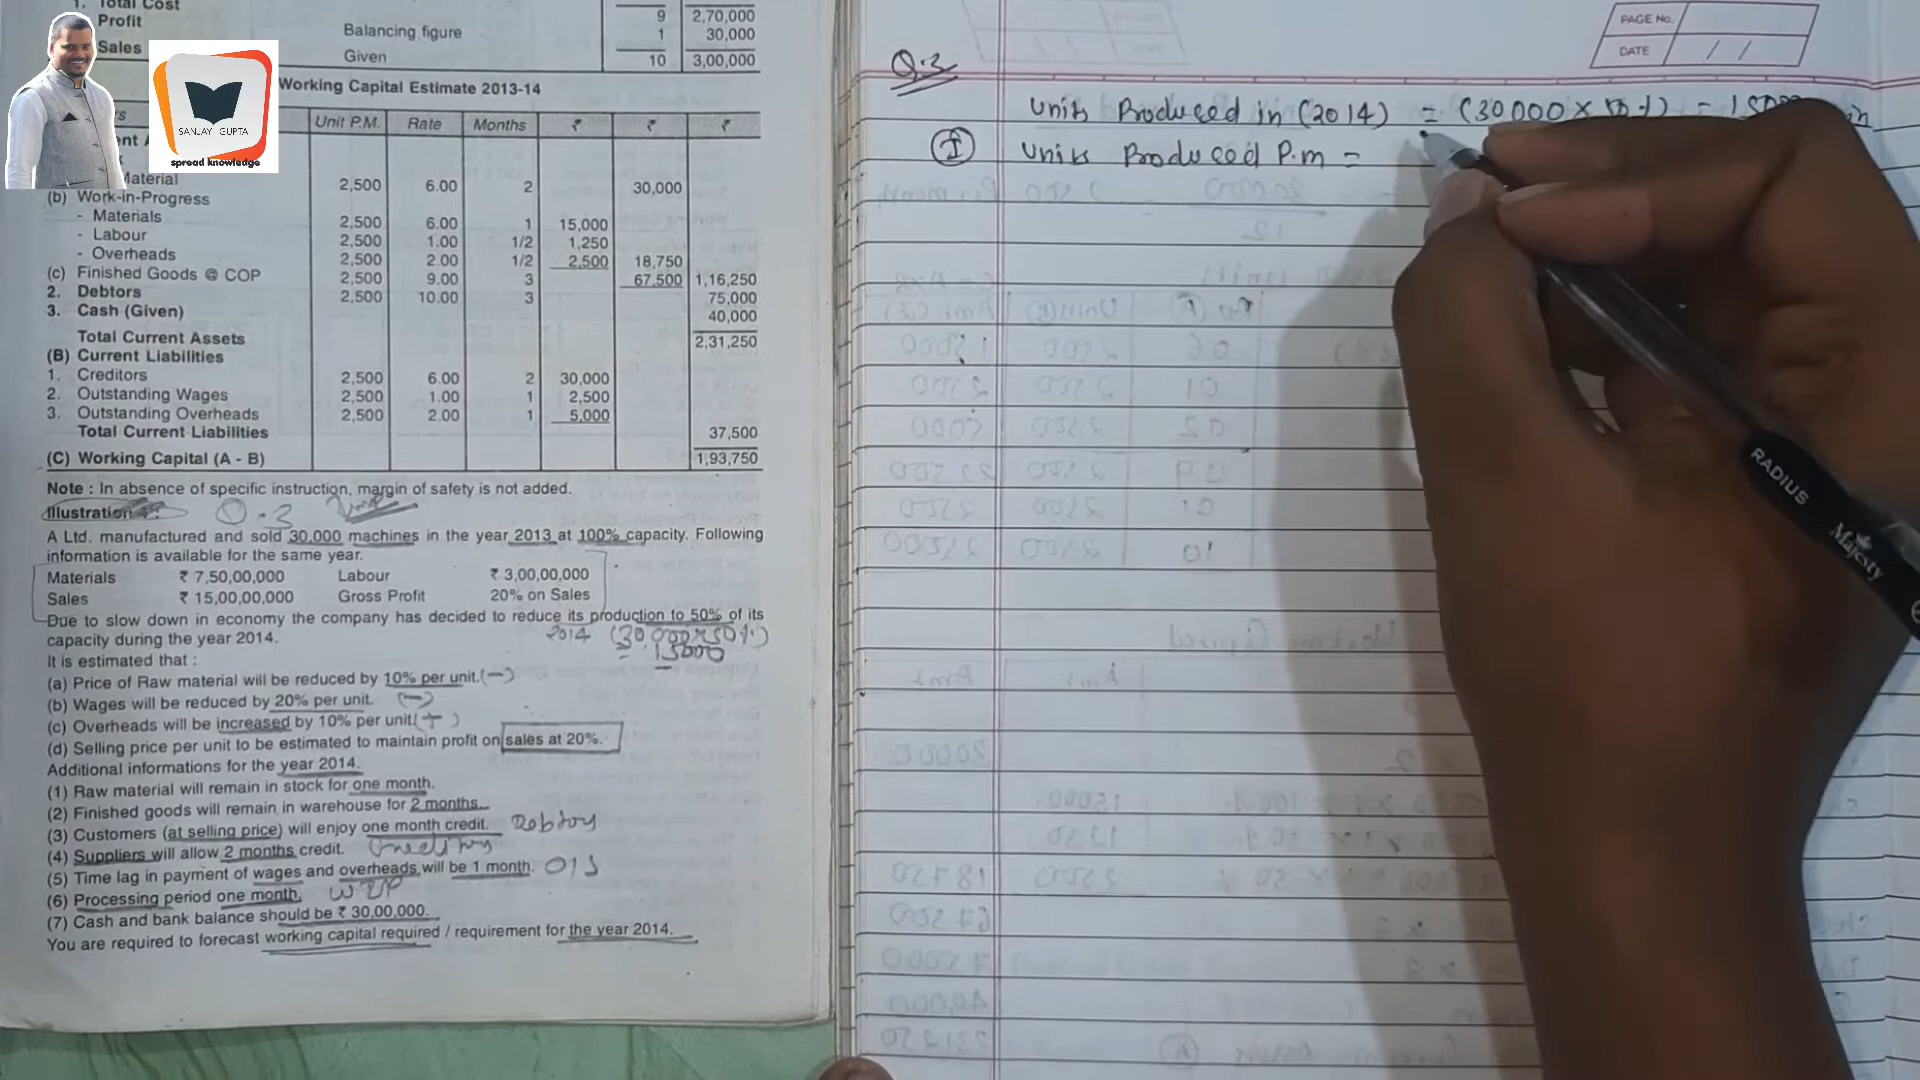 1. Total Cost 9 2,70,000
Profit Balancing figure 1 30,000
Sales Given 10 3,00,000
Working Capital Estimate 2013-14
Unit P.M. Rate Months ₹ ₹ ₹
Material 2,500 6.00 2 30,000
(b) Work-in-Progress
- Materials 2,500 6.00 1 15,000
- Labour 2,500 1.00 1/2 1,250
- Overheads 2,500 2.00 1/2 2,500 18,750
(c) Finished Goods @ COP 2,500 9.00 3 67,500 1,16,250
2. Debtors 2,500 10.00 3 75,000
3. Cash (Given) 40,000
Total Current Assets 2,31,250
(B) Current Liabilities
1. Creditors 2,500 6.00 2 30,000
2. Outstanding Wages 2,500 1.00 1 2,500
3. Outstanding Overheads 2,500 2.00 1 5,000
Total Current Liabilities 37,500
(C) Working Capital (A - B) 1,93,750
Note : In absence of specific instruction, margin of safety is not added.
Illustration Q.3
A Ltd. manufactured and sold 30,000 machines in the year 2013 at 100% capacity. Following
information is available for the same year.
Materials ₹ 7,50,00,000 Labour ₹ 3,00,00,000
Sales ₹ 15,00,00,000 Gross Profit 20% on Sales
Due to slow down in economy the company has decided to reduce its production to 50% of its
capacity during the year 2014. 2014 (30,000×50%)
= 15000
It is estimated that :
(a) Price of Raw material will be reduced by 10% per unit. (-)
(b) Wages will be reduced by 20% per unit. (-)
(c) Overheads will be increased by 10% per unit. (+)
(d) Selling price per unit to be estimated to maintain profit on sales at 20%.
Additional informations for the year 2014.
(1) Raw material will remain in stock for one month.
(2) Finished goods will remain in warehouse for 2 months.
(3) Customers (at selling price) will enjoy one month credit. Debtors
(4) Suppliers will allow 2 months credit. Creditors
(5) Time lag in payment of wages and overheads will be 1 month. O/S
(6) Processing period one month. WIP
(7) Cash and bank balance should be ₹ 30,00,000.
You are required to forecast working capital required / requirement for the year 2014.
SANJAY GUPTA
spread knowledge
PAGE No.
DATE / /
Q.3
Units Produced in (2014) = (30000 × 50%) =
I Units Produced P.m =
RADIUS
Majesty